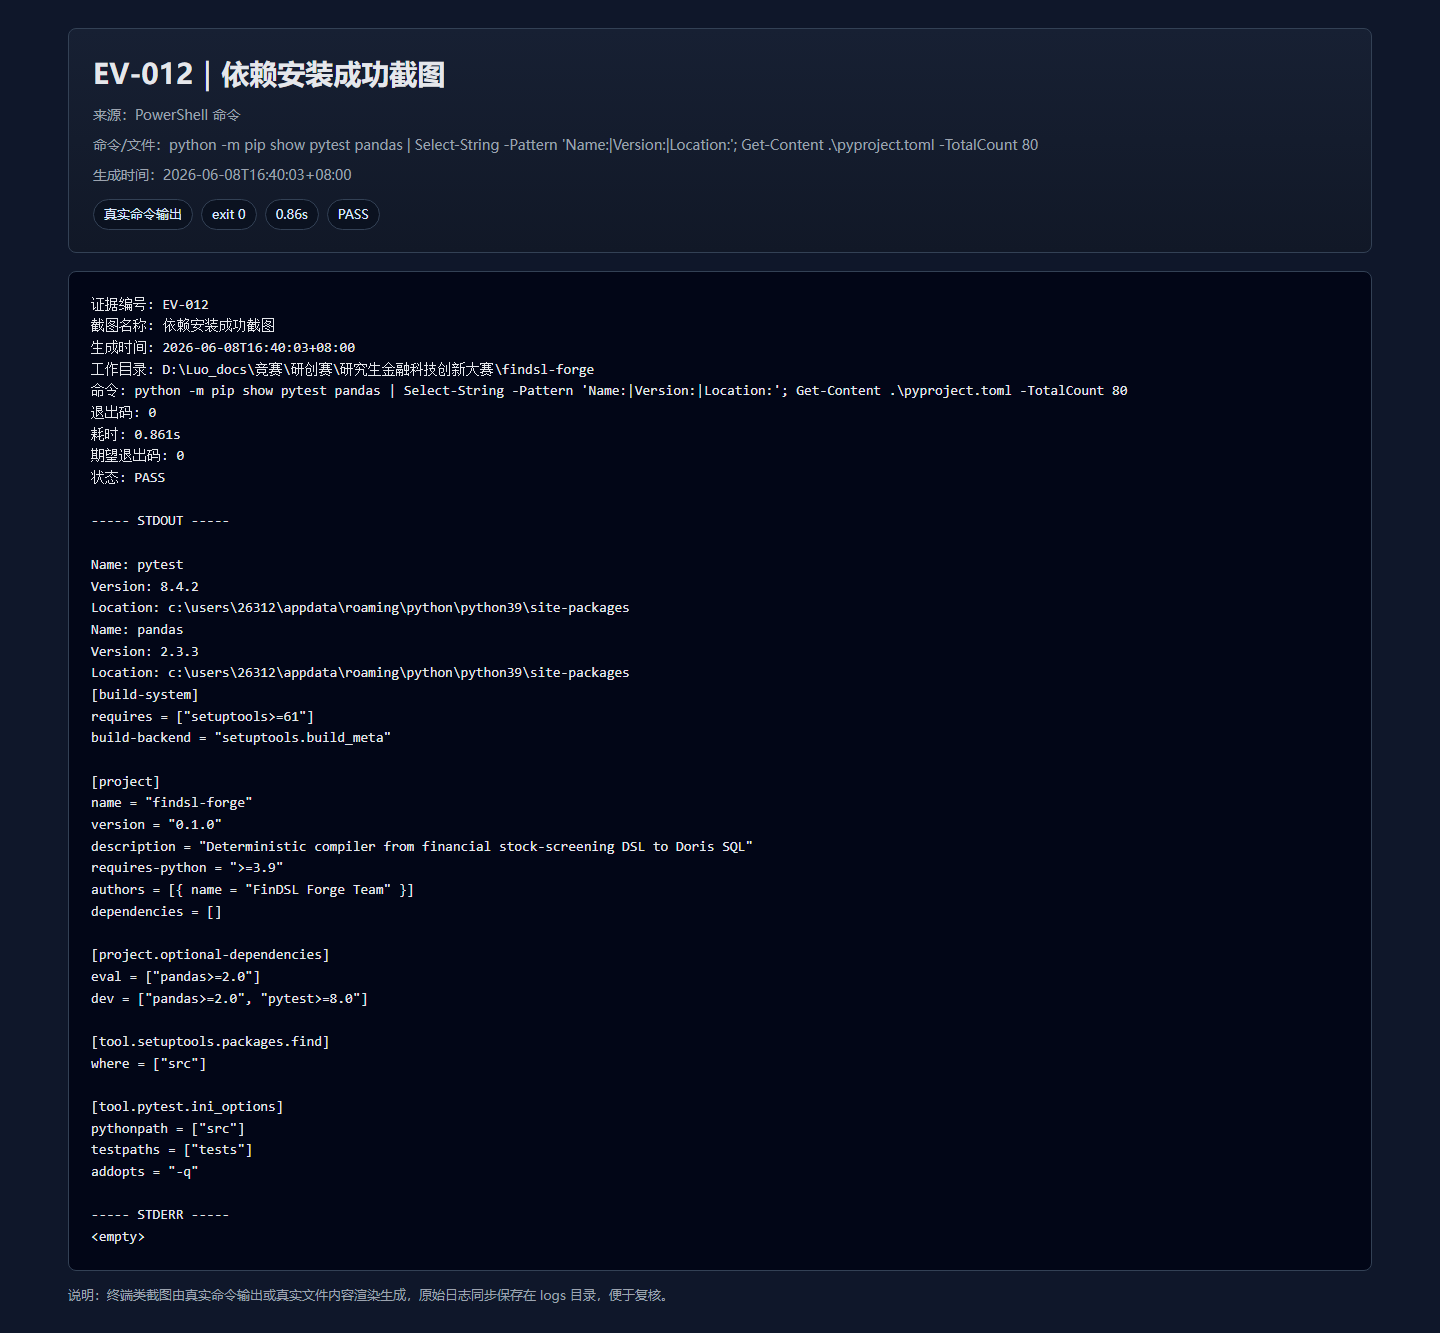 EV-012｜依赖安装成功截图
来源：PowerShell 命令
命令/文件：python -m pip show pytest pandas | Select-String -Pattern 'Name:|Version:|Location:'; Get-Content .\pyproject.toml -TotalCount 80
生成时间：2026-06-08T16:40:03+08:00
真实命令输出 exit 0 0.86s PASS
证据编号: EV-012
截图名称: 依赖安装成功截图
生成时间: 2026-06-08T16:40:03+08:00
工作目录: D:\Luo_docs\竞赛\研创赛\研究生金融科技创新大赛\findsl-forge
命令: python -m pip show pytest pandas | Select-String -Pattern 'Name:|Version:|Location:'; Get-Content .\pyproject.toml -TotalCount 80
退出码: 0
耗时: 0.861s
期望退出码: 0
状态: PASS
----- STDOUT -----
Name: pytest
Version: 8.4.2
Location: c:\users\26312\appdata\roaming\python\python39\site-packages
Name: pandas
Version: 2.3.3
Location: c:\users\26312\appdata\roaming\python\python39\site-packages
[build-system]
requires = ["setuptools>=61"]
build-backend = "setuptools.build_meta"
[project]
name = "findsl-forge"
version = "0.1.0"
description = "Deterministic compiler from financial stock-screening DSL to Doris SQL"
requires-python = ">=3.9"
authors = [{ name = "FinDSL Forge Team" }]
dependencies = []
[project.optional-dependencies]
eval = ["pandas>=2.0"]
dev = ["pandas>=2.0", "pytest>=8.0"]
[tool.setuptools.packages.find]
where = ["src"]
[tool.pytest.ini_options]
pythonpath = ["src"]
testpaths = ["tests"]
addopts = "-q"
----- STDERR -----
<empty>
说明：终端类截图由真实命令输出或真实文件内容渲染生成，原始日志同步保存在 logs 目录，便于复核。